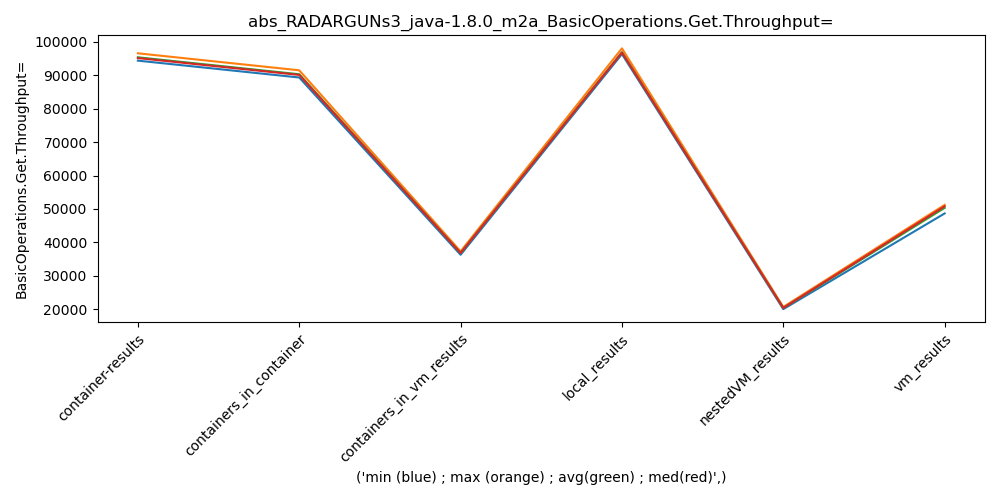 abs_RADARGUNs3_java-1.8.0_m2a_BasicOperations.Get.Throughput=
BasicOperations.Get.Throughput=
100000
90000
80000
70000
60000
50000
40000
30000
20000
container-results
containers_in_container
containers_in_vm_results
local_results
nestedVM_results
vm_results
('min (blue) ; max (orange) ; avg(green) ; med(red)',)